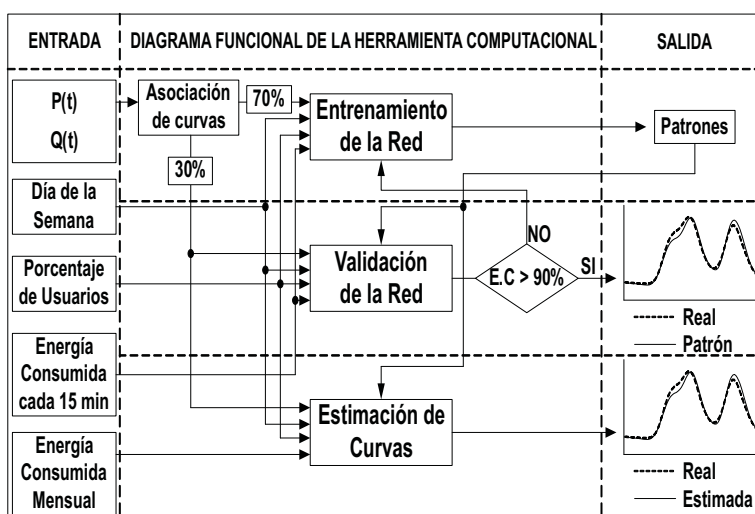 ENTRADA
DIAGRAMA FUNCIONAL DE LA HERRAMIENTA COMPUTACIONAL
SALIDA
P(t)
Q(t)
Asociación
de curvas
70%
30%
Entrenamiento
de la Red
Patrones
Día de la
Semana
Porcentaje
de Usuarios
Validación
de la Red
NO
E.C > 90%
SI
Real
Patrón
Energía
Consumida
cada 15 min
Energía
Consumida
Mensual
Estimación de
Curvas
Real
Estimada